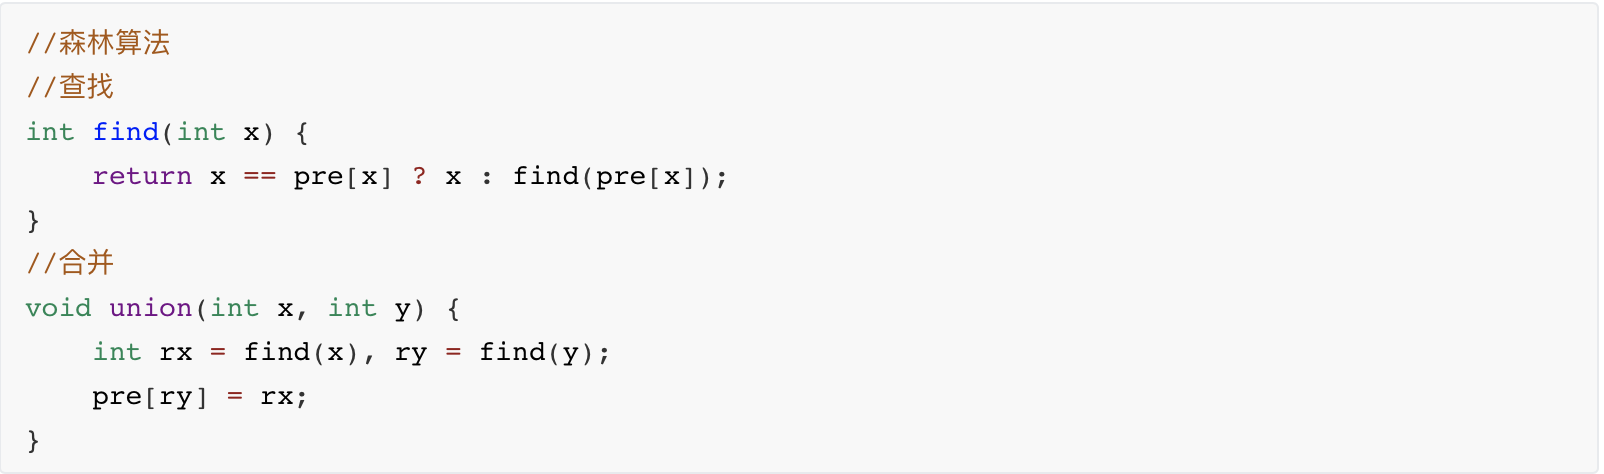 //森林算法
//查找
int find(int x) {
    return x == pre[x] ? x : find(pre[x]);
}
//合并
void union(int x, int y) {
    int rx = find(x), ry = find(y);
    pre[ry] = rx;
}